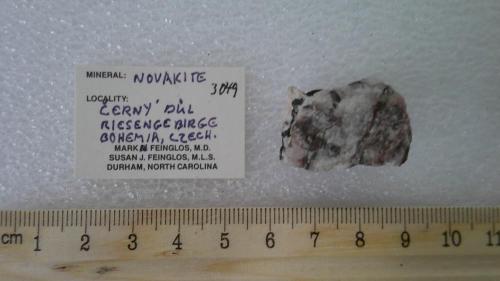 MINERAL: NOVAKITE
3049
LOCALITY:
ČERNÝ DŮL
RIESENGEBIRGE
BOHEMIA, CZECH.
MARK N FEINGLOS, M.D.
SUSAN J. FEINGLOS, M.L.S.
DURHAM, NORTH CAROLINA
cm 1 2 3 4 5 6 7 8 9 10 11